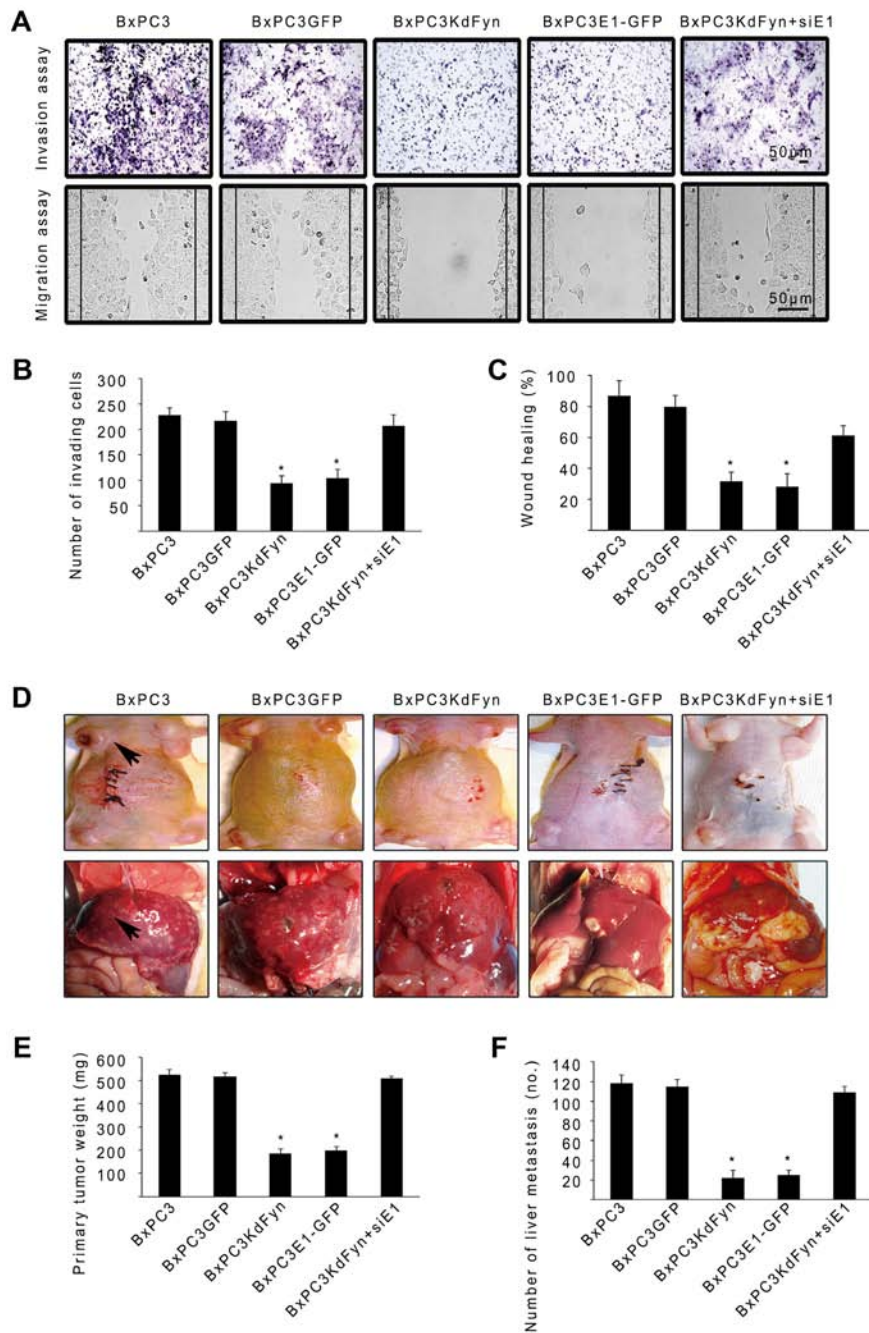 A
BxPC3 BxPC3GFP BxPC3KdFyn BxPC3E1-GFP BxPC3KdFyn+siE1
Invasion assay
50µm
Migration assay
50µm
B
Number of invading cells
300
250
200
150
100
50
BxPC3
BxPC3GFP
BxPC3KdFyn
BxPC3E1-GFP
BxPC3KdFyn+siE1
*
*
C
Wound healing (%)
100
80
60
40
20
BxPC3
BxPC3GFP
BxPC3KdFyn
BxPC3E1-GFP
BxPC3KdFyn+siE1
*
*
D
BxPC3 BxPC3GFP BxPC3KdFyn BxPC3E1-GFP BxPC3KdFyn+siE1
E
Primary tumor weight (mg)
600
500
400
300
200
100
BxPC3
BxPC3GFP
BxPC3KdFyn
BxPC3E1-GFP
BxPC3KdFyn+siE1
*
*
F
Number of liver metastasis (no.)
140
120
100
80
60
40
20
BxPC3
BxPC3GFP
BxPC3KdFyn
BxPC3E1-GFP
BxPC3KdFyn+siE1
*
*